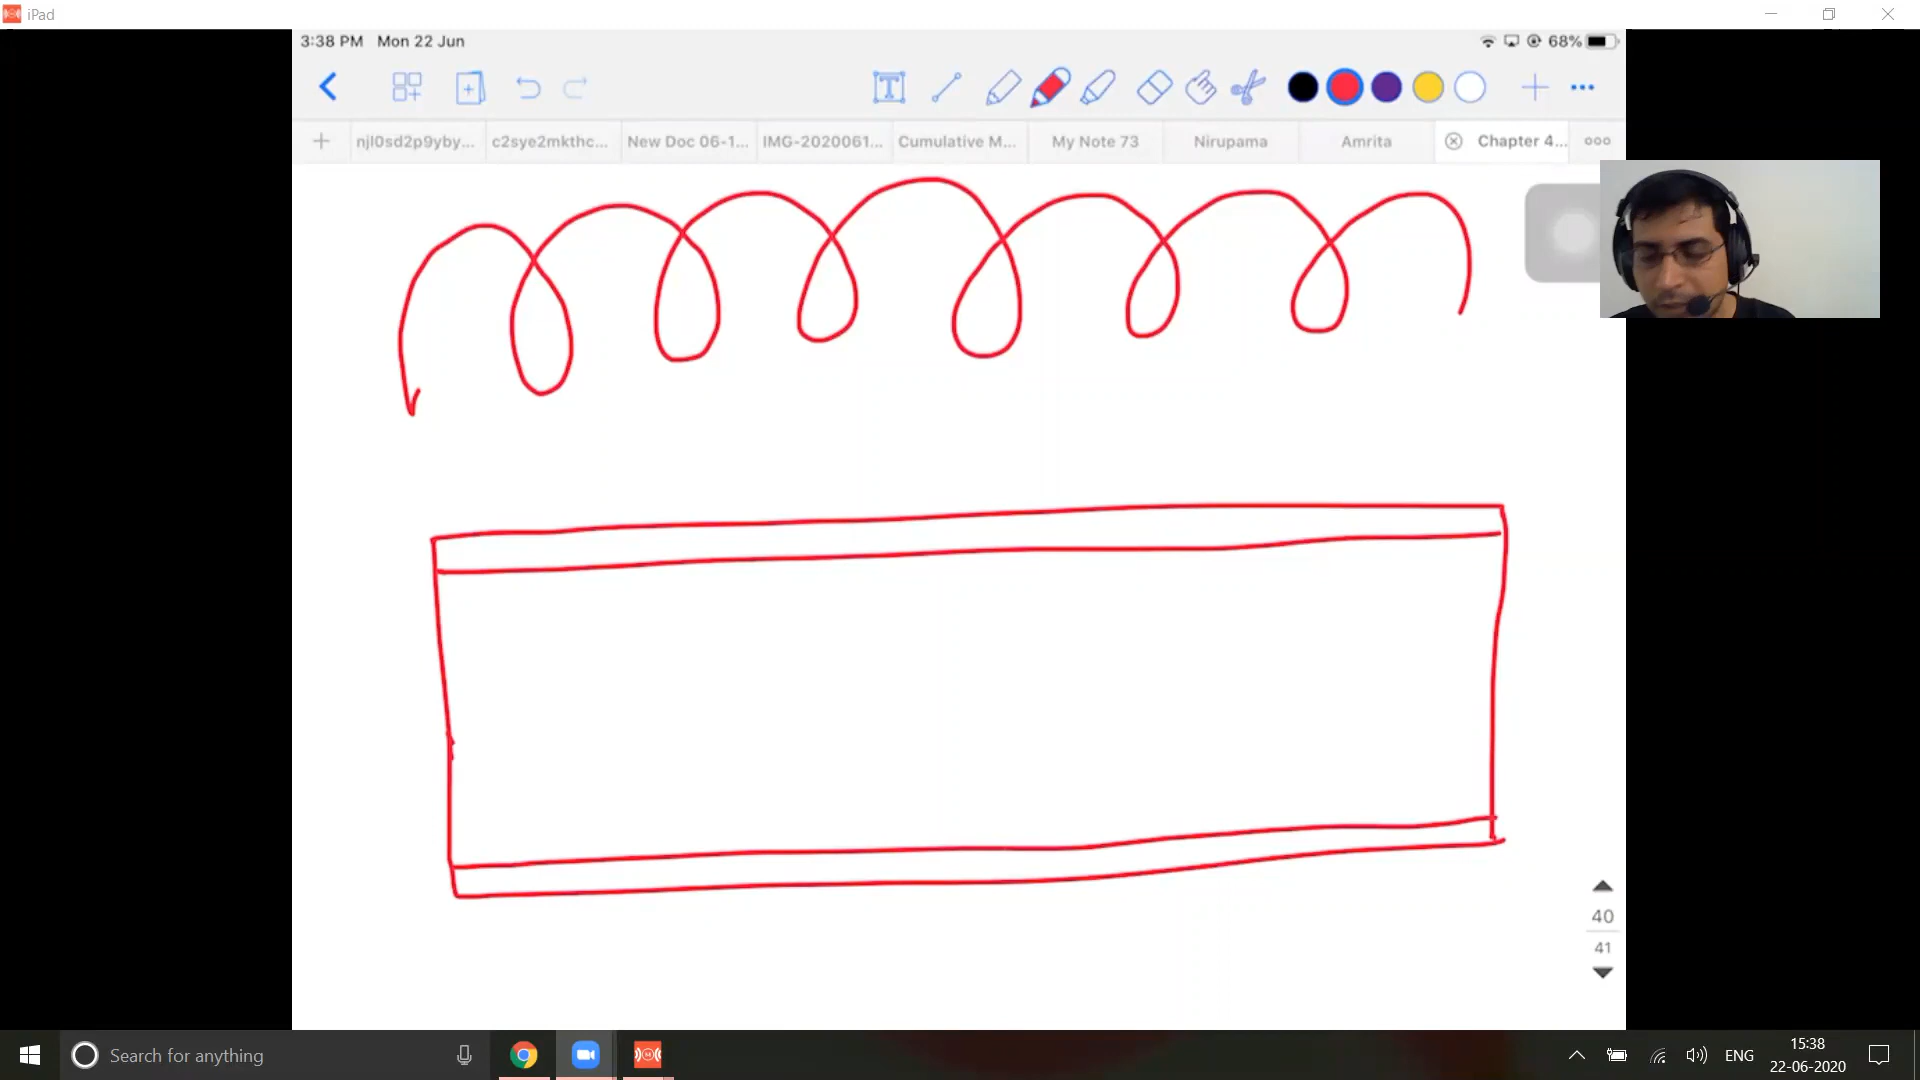 iPad
3:38 PM Mon 22 Jun
68%
njl0sd2p9yby...
c2sye2mkthc...
New Doc 06-1...
IMG-2020061...
Cumulative M...
My Note 73
Nirupama
Amrita
Chapter 4...
40
41
Search for anything
ENG
15:38
22-06-2020